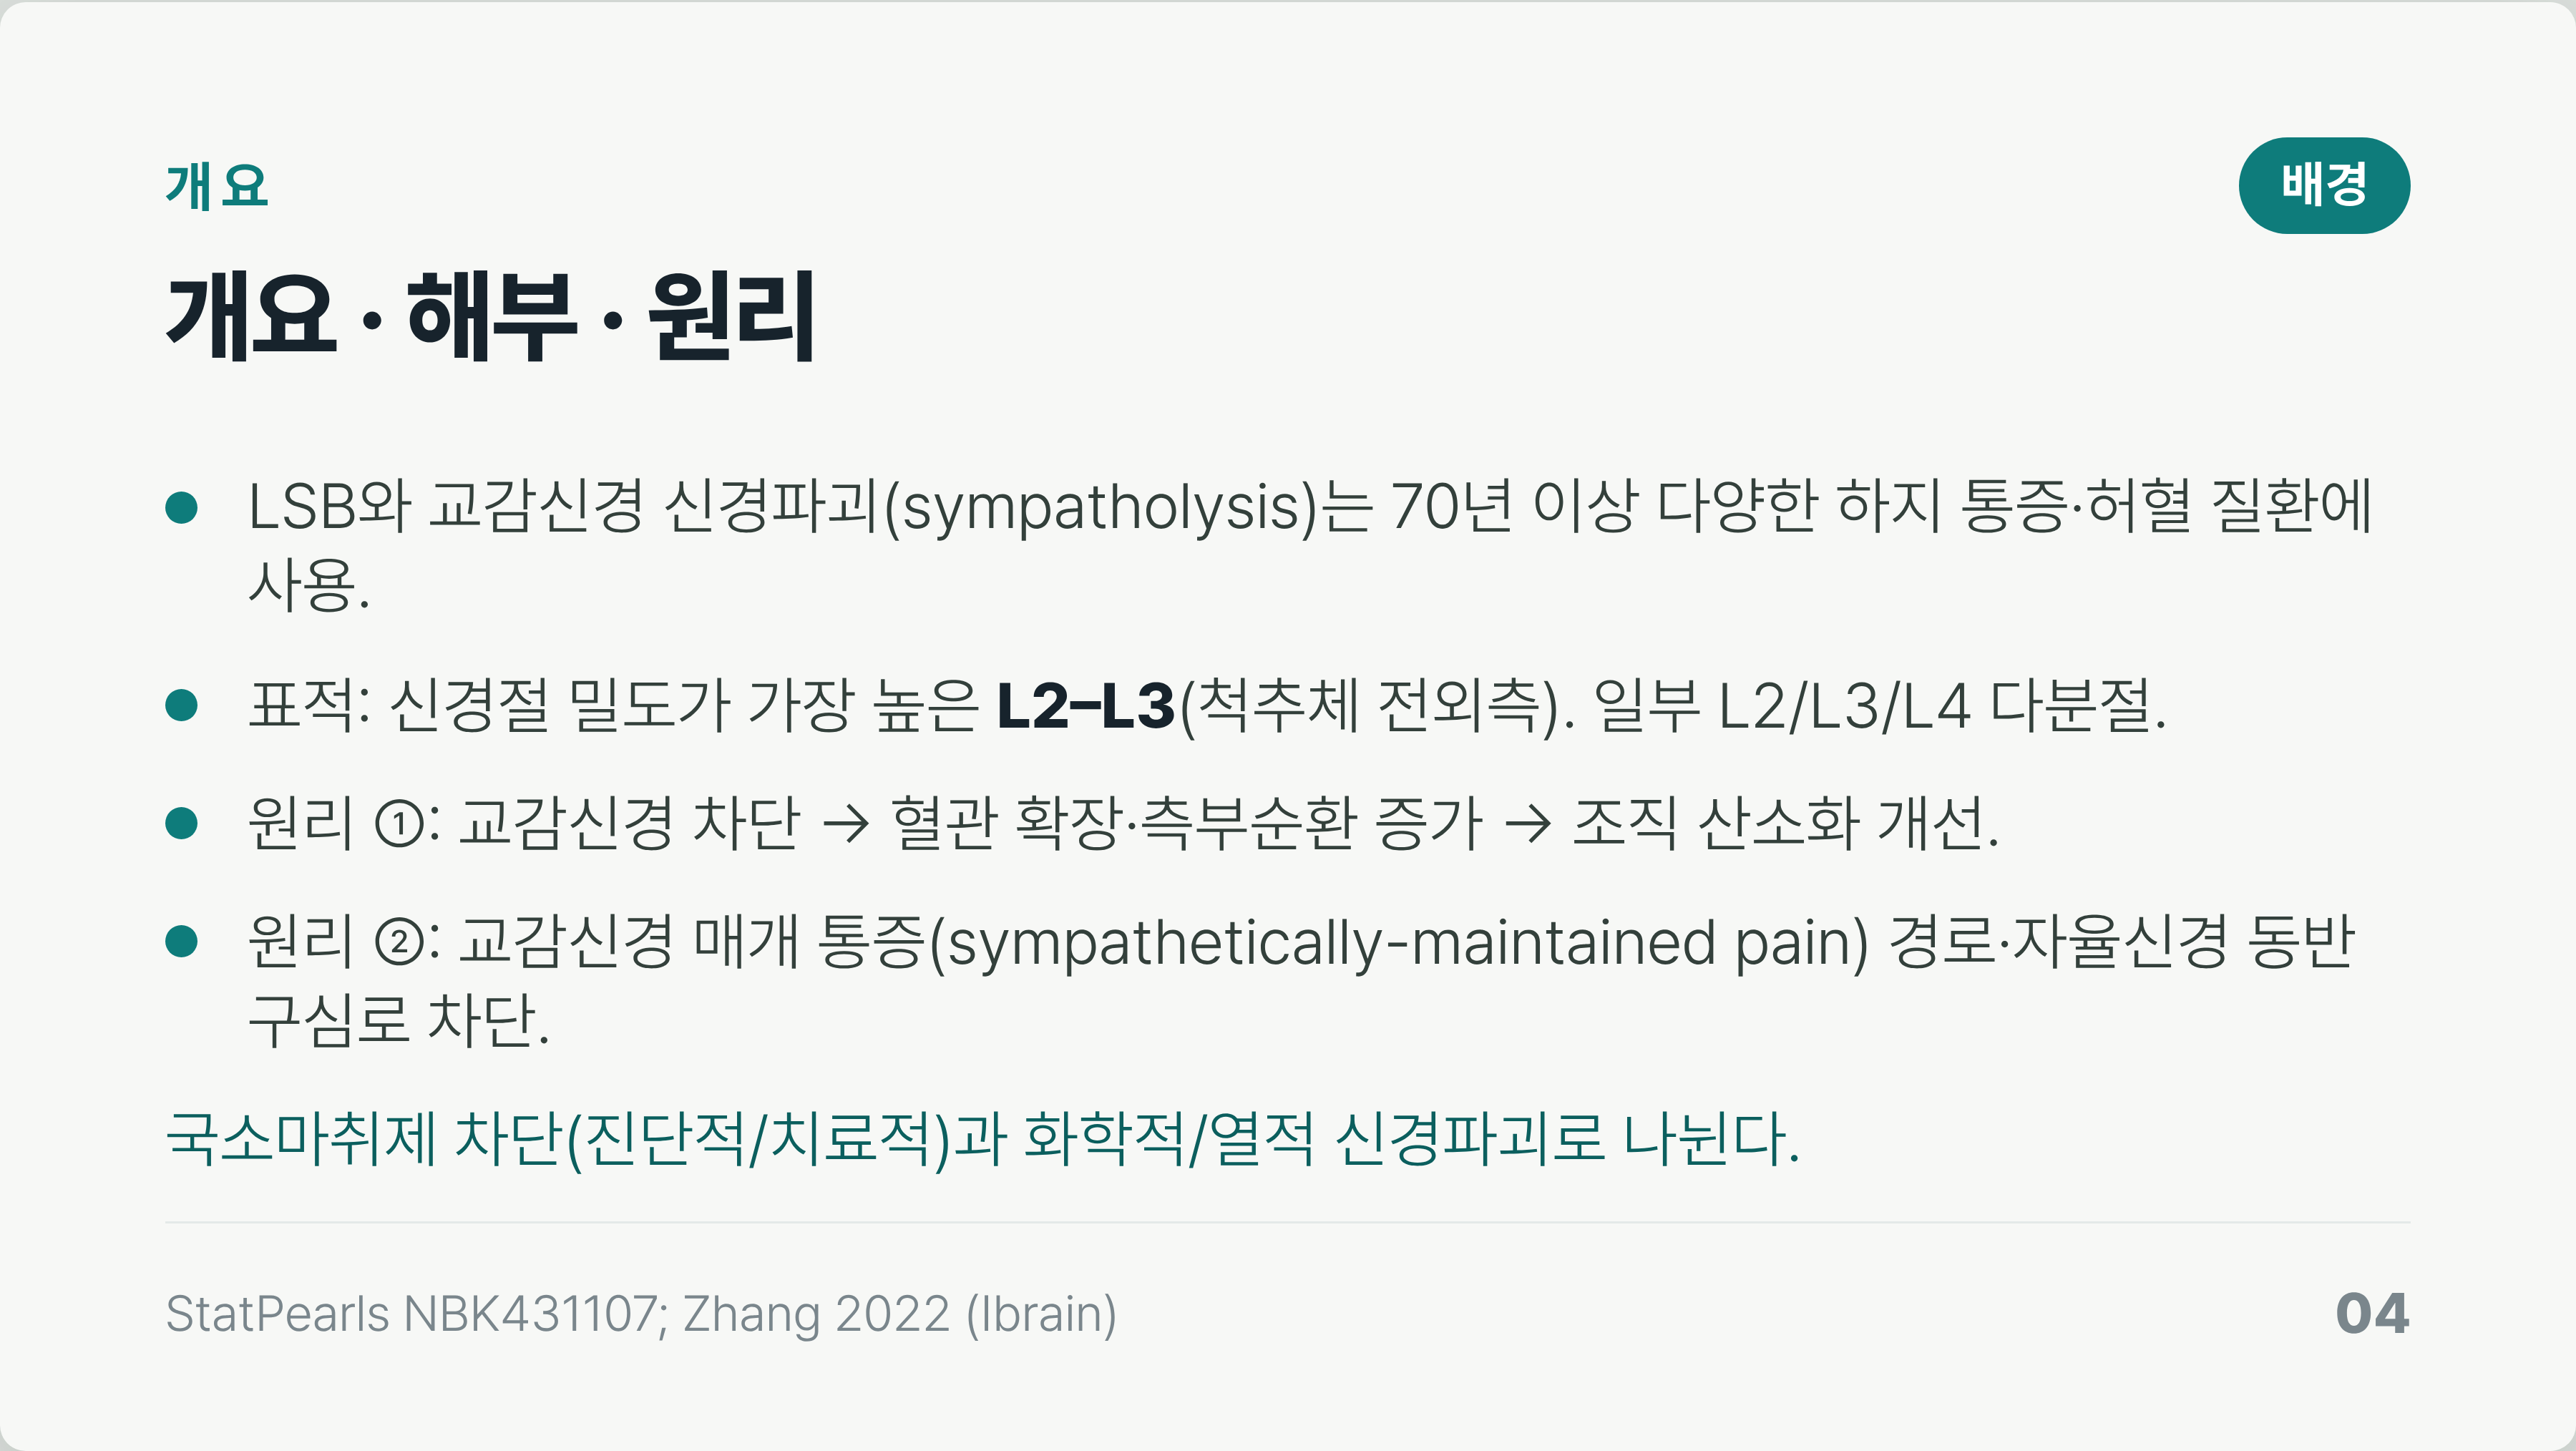 개요
배경
개요 · 해부 · 원리
LSB와 교감신경 신경파괴(sympatholysis)는 70년 이상 다양한 하지 통증·허혈 질환에
사용.
표적: 신경절 밀도가 가장 높은 L2–L3(척추체 전외측). 일부 L2/L3/L4 다분절.
원리 ①: 교감신경 차단 → 혈관 확장·측부순환 증가 → 조직 산소화 개선.
원리 ②: 교감신경 매개 통증(sympathetically-maintained pain) 경로·자율신경 동반
구심로 차단.
국소마취제 차단(진단적/치료적)과 화학적/열적 신경파괴로 나뉜다.
StatPearls NBK431107; Zhang 2022 (Ibrain)
04